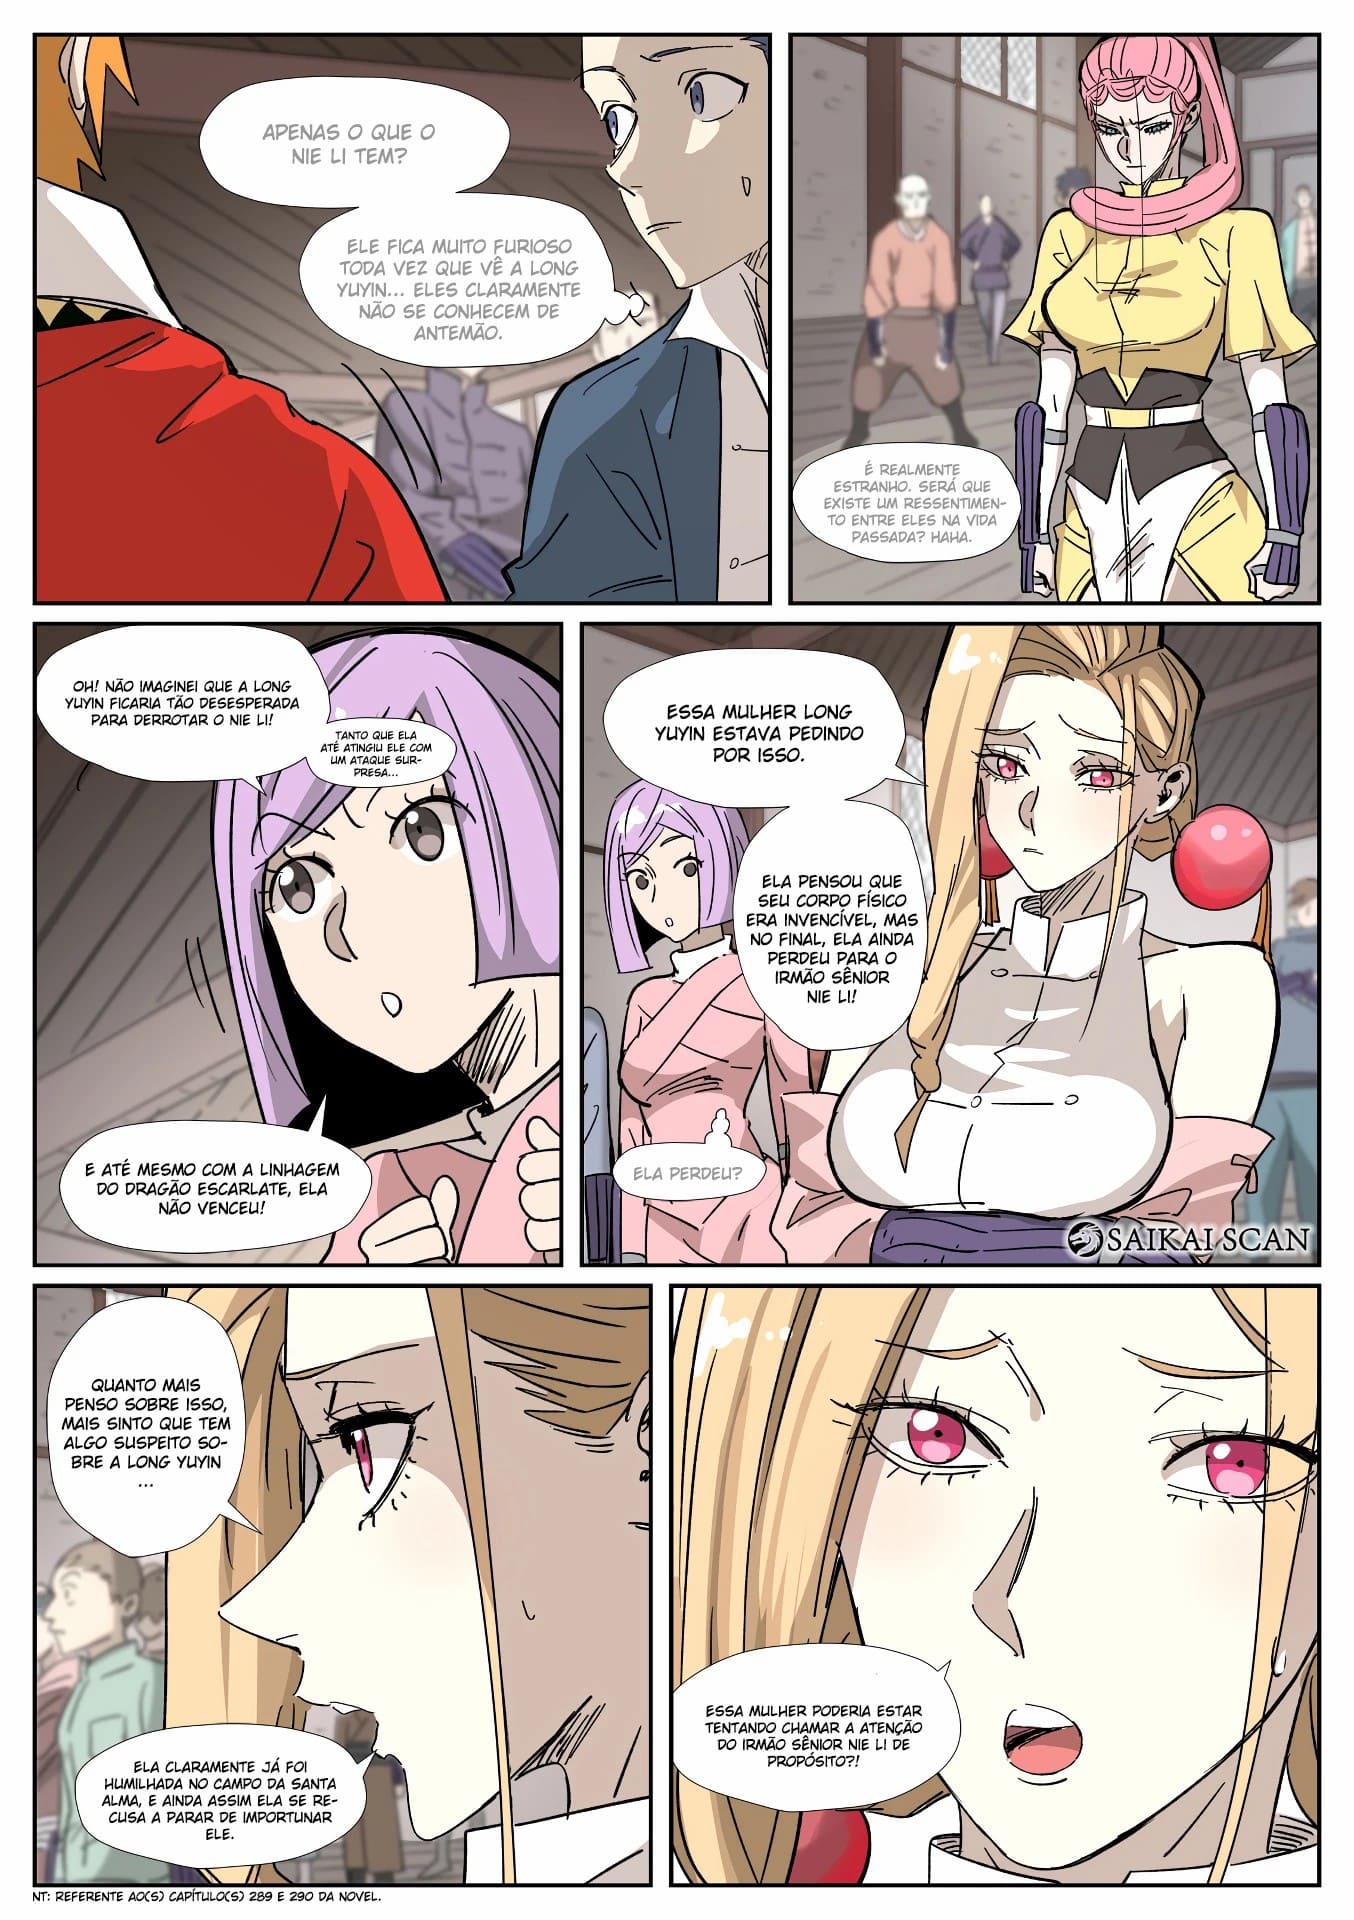 APENAS O QUE O
NIE LI TEM?
ELE FICA MUITO FURIOSO
TODA VEZ QUE VÊ A LONG
YUYIN... ELES CLARAMENTE
NÃO SE CONHECEM DE
ANTEMÃO.
É REALMENTE
ESTRANHO. SERÁ QUE
EXISTE UM RESSENTIMEN-
TO ENTRE ELES NA VIDA
PASSADA? HAHA.
OH! NÃO IMAGINEI QUE A LONG
YUYIN FICARIA TÃO DESESPERADA
PARA DERROTAR O NIE LI!
TANTO QUE ELA
ATÉ ATINGIU ELE COM
UM ATAQUE SUR-
PRESA...
E ATÉ MESMO COM A LINHAGEM
DO DRAGÃO ESCARLATE, ELA
NÃO VENCEU!
ESSA MULHER LONG
YUYIN ESTAVA PEDINDO
POR ISSO.
ELA PENSOU QUE
SEU CORPO FÍSICO
ERA INVENCÍVEL, MAS
NO FINAL, ELA AINDA
PERDEU PARA O
IRMÃO SÊNIOR
NIE LI!
ELA PERDEU?
SAIKAI SCAN
QUANTO MAIS
PENSO SOBRE ISSO,
MAIS SINTO QUE TEM
ALGO SUSPEITO SO-
BRE A LONG YUYIN
...
ELA CLARAMENTE JÁ FOI
HUMILHADA NO CAMPO DA SANTA
ALMA, E AINDA ASSIM ELA SE RE-
CUSA A PARAR DE IMPORTUNAR
ELE.
ESSA MULHER PODERIA ESTAR
TENTANDO CHAMAR A ATENÇÃO
DO IRMÃO SÊNIOR NIE LI DE
PROPÓSITO?!
NT: REFERENTE AO(S) CAPÍTULO(S) 289 E 290 DA NOVEL.